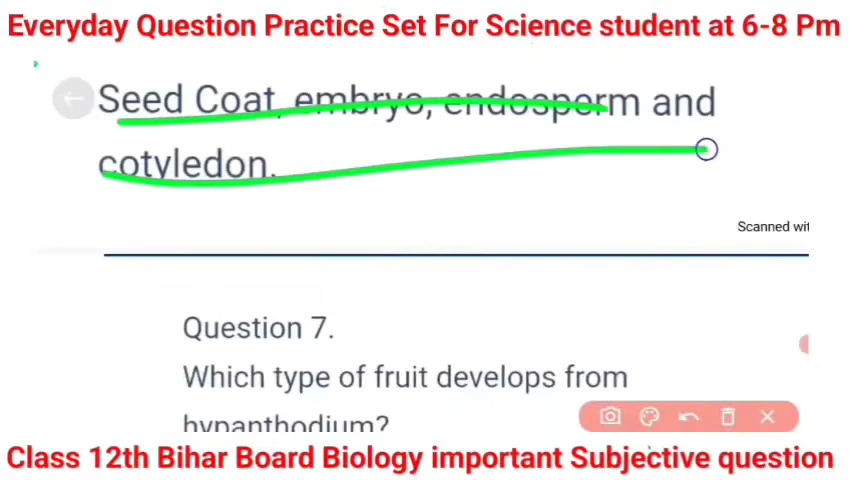 Everyday Question Practice Set For Science student at 6-8 Pm
Seed Coat, embryo, endosperm and
cotyledon.
Scanned wit
Question 7.
Which type of fruit develops from
hypanthodium?
Class 12th Bihar Board Biology important Subjective question